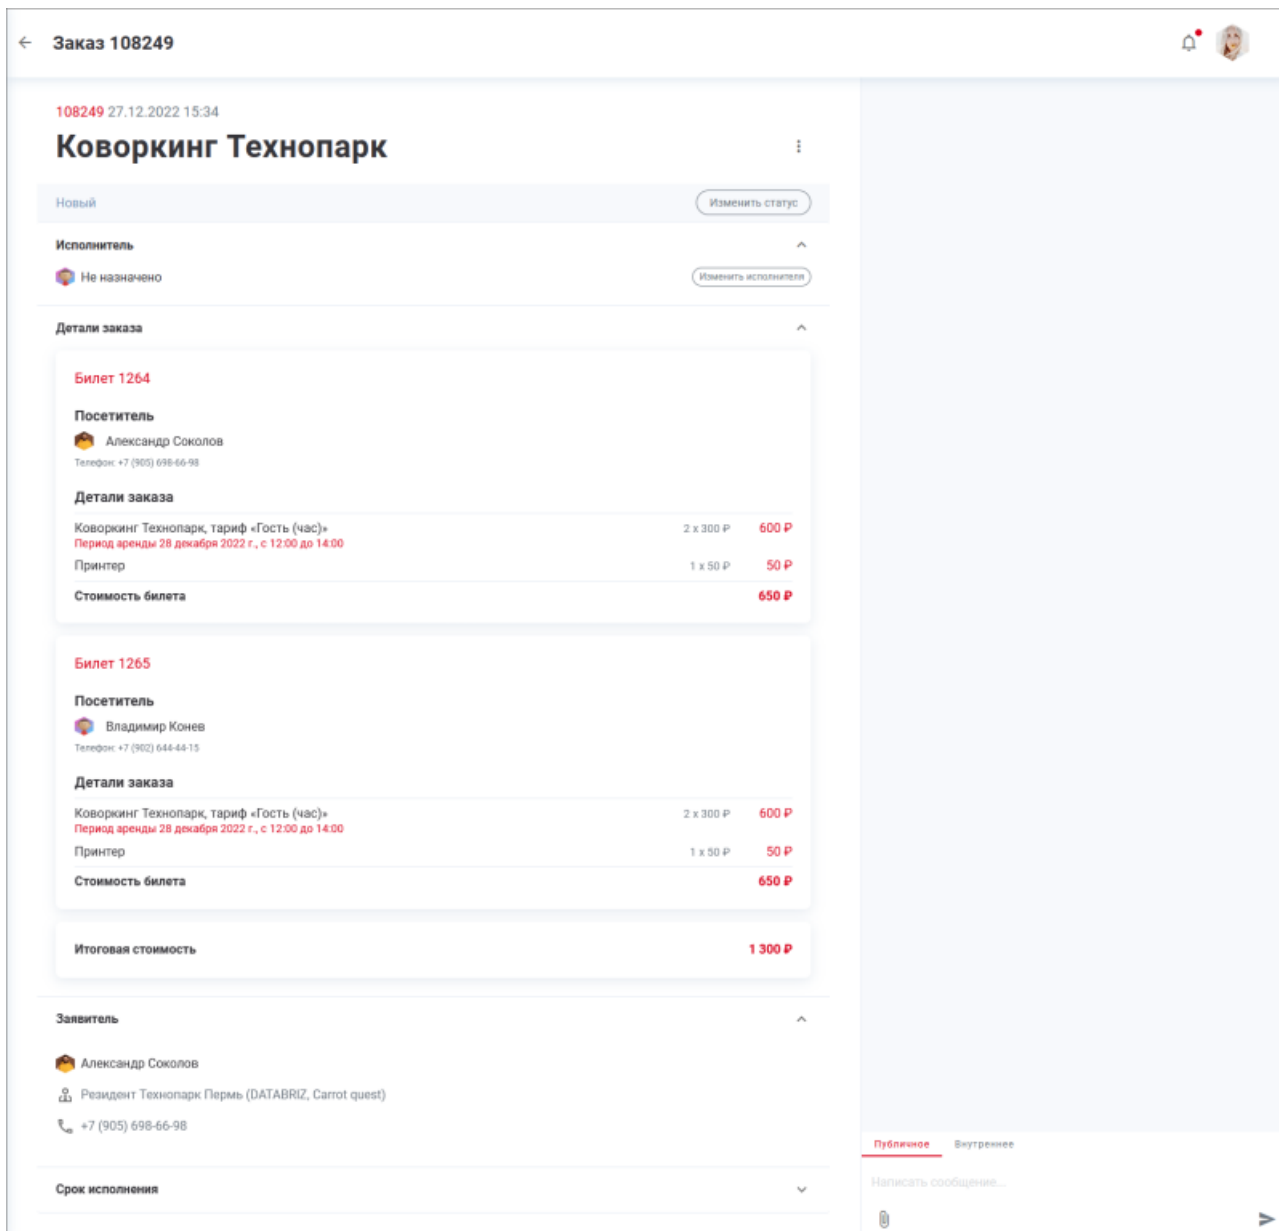 Заказ 108249
108249 27.12.2022 15:34
Коворкинг Технопарк
Новый
Изменить статус
Исполнитель
Не назначено
Изменить исполнителя
Детали заказа
Билет 1264
Посетитель
Александр Соколов
Телефон: +7 (905) 698-66-98
Детали заказа
Коворкинг Технопарк, тариф «Гость (час)» 2 x 300 ₽ 600 ₽
Период аренды 28 декабря 2022 г., с 12:00 до 14:00
Принтер 1 x 50 ₽ 50 ₽
Стоимость билета 650 ₽
Билет 1265
Посетитель
Владимир Конев
Телефон: +7 (902) 644-44-15
Детали заказа
Коворкинг Технопарк, тариф «Гость (час)» 2 x 300 ₽ 600 ₽
Период аренды 28 декабря 2022 г., с 12:00 до 14:00
Принтер 1 x 50 ₽ 50 ₽
Стоимость билета 650 ₽
Итоговая стоимость 1 300 ₽
Заявитель
Александр Соколов
Резидент Технопарк Пермь (DATABRIZ, Carrot quest)
+7 (905) 698-66-98
Срок исполнения
Публичное Внутреннее
Написать сообщение...